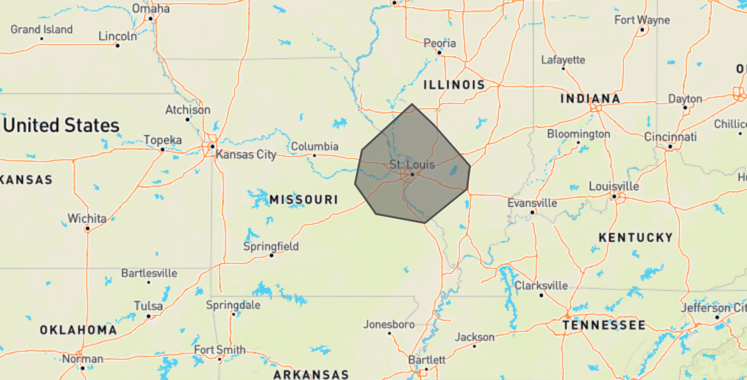 Omaha
Fort Wayne
Grand Island
Lincoln
Peoria
Lafayette
ILLINOIS
INDIANA
Dayton
Atchison
United States
Chillic
Topeka
Columbia
Bloomington
Cincinnati
Kansas City
St. Louis
KANSAS
MISSOURI
Louisville
Evansville
Wichita
KENTUCKY
Springfield
Bartlesville
Clarksville
Tulsa
Springdale
Jefferson Cit
OKLAHOMA
Jonesboro
TENNESSEE
Jackson
Fort Smith
Norman
Bartlett
ARKANSAS